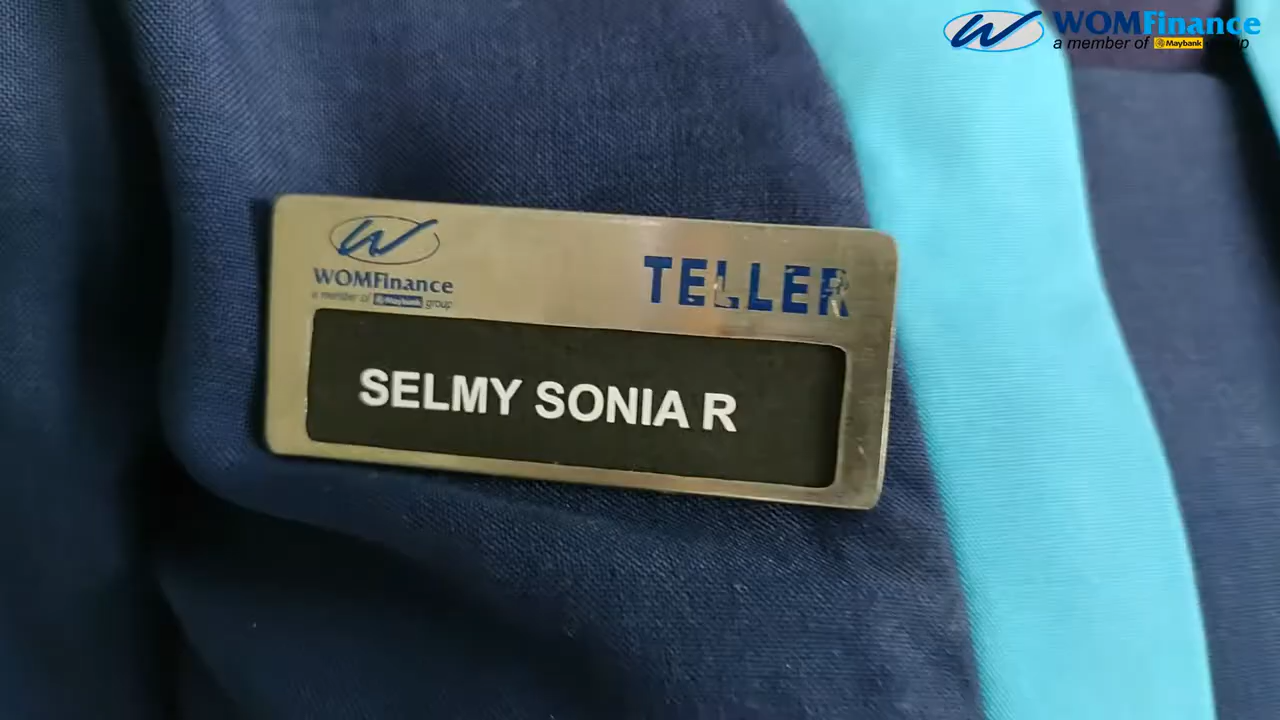 WOMFinance
a member of Maybank group
WOMFinance
a member of Maybank group
TELLER
SELMY SONIA R